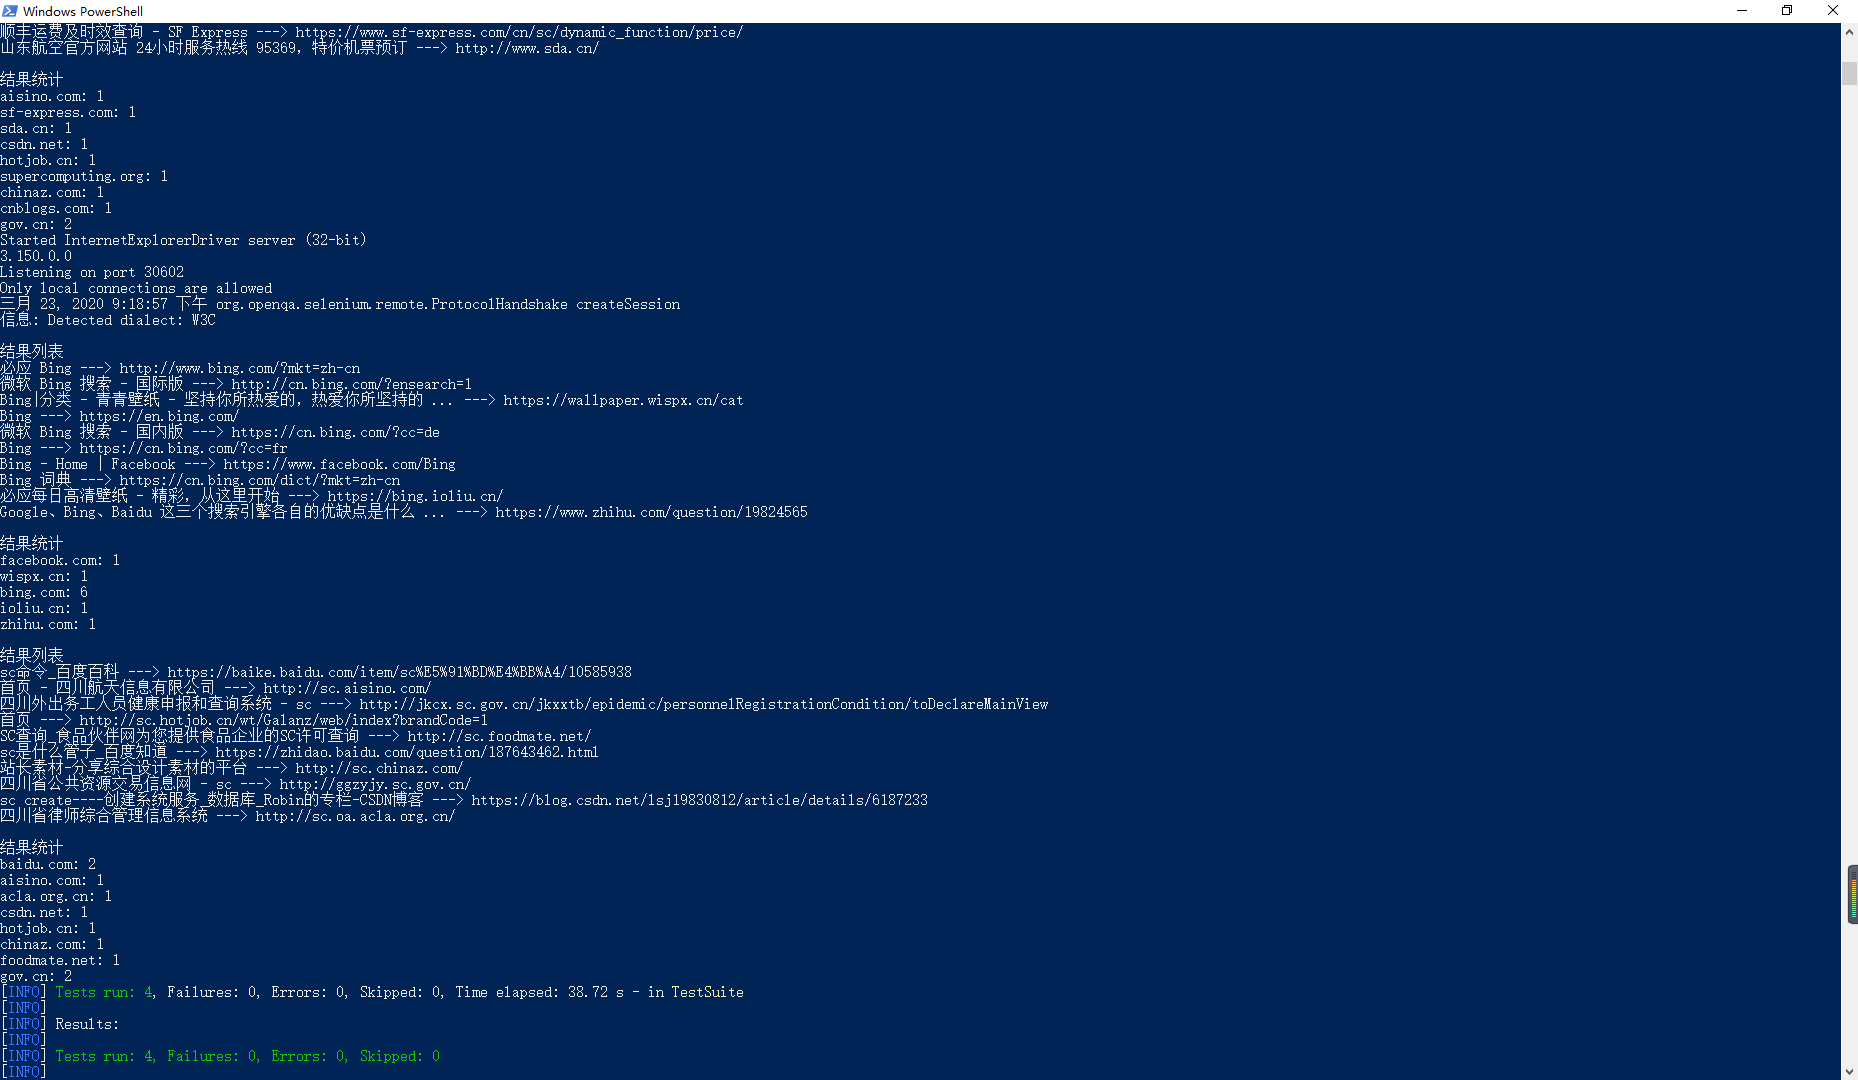 Windows PowerShell
顺丰运费及时效查询 - SF Express ---> https://www.sf-express.com/cn/sc/dynamic_function/price/
山东航空官方网站 24小时服务热线 95369，特价机票预订 ---> http://www.sda.cn/
结果统计
aisino.com: 1
sf-express.com: 1
sda.cn: 1
csdn.net: 1
hotjob.cn: 1
supercomputing.org: 1
chinaz.com: 1
cnblogs.com: 1
gov.cn: 2
Started InternetExplorerDriver server (32-bit)
3.150.0.0
Listening on port 30602
Only local connections are allowed
三月 23, 2020 9:18:57 下午 org.openqa.selenium.remote.ProtocolHandshake createSession
信息: Detected dialect: W3C
结果列表
必应 Bing ---> http://www.bing.com/?mkt=zh-cn
微软 Bing 搜索 - 国际版 ---> http://cn.bing.com/?ensearch=1
Bing|分类 - 青青壁纸 - 坚持你所热爱的，热爱你所坚持的 ... ---> https://wallpaper.wispx.cn/cat
Bing ---> https://en.bing.com/
微软 Bing 搜索 - 国内版 ---> https://cn.bing.com/?cc=de
Bing ---> https://cn.bing.com/?cc=fr
Bing - Home | Facebook ---> https://www.facebook.com/Bing
Bing 词典 ---> https://cn.bing.com/dict/?mkt=zh-cn
必应每日高清壁纸 - 精彩，从这里开始 ---> https://bing.ioliu.cn/
Google、Bing、Baidu 这三个搜索引擎各自的优缺点是什么 ... ---> https://www.zhihu.com/question/19824565
结果统计
facebook.com: 1
wispx.cn: 1
bing.com: 6
ioliu.cn: 1
zhihu.com: 1
结果列表
sc命令_百度百科 ---> https://baike.baidu.com/item/sc%E5%91%BD%E4%BB%A4/10585938
首页 - 四川航天信息有限公司 ---> http://sc.aisino.com/
四川外出务工人员健康申报和查询系统 - sc ---> http://jkcx.sc.gov.cn/jkxxtb/epidemic/personnelRegistrationCondition/toDeclareMainView
首页 ---> http://sc.hotjob.cn/wt/Galanz/web/index?brandCode=1
SC查询_食品伙伴网为您提供食品企业的SC许可查询 ---> http://sc.foodmate.net/
sc是什么管子_百度知道 ---> https://zhidao.baidu.com/question/187643462.html
站长素材-分享综合设计素材的平台 ---> http://sc.chinaz.com/
四川省公共资源交易信息网 - sc ---> http://ggzyjy.sc.gov.cn/
sc create----创建系统服务_数据库_Robin的专栏-CSDN博客 ---> https://blog.csdn.net/lsj19830812/article/details/6187233
四川省律师综合管理信息系统 ---> http://sc.oa.acla.org.cn/
结果统计
baidu.com: 2
aisino.com: 1
acla.org.cn: 1
csdn.net: 1
hotjob.cn: 1
chinaz.com: 1
foodmate.net: 1
gov.cn: 2
[INFO] Tests run: 4, Failures: 0, Errors: 0, Skipped: 0, Time elapsed: 38.72 s - in TestSuite
[INFO]
[INFO] Results:
[INFO]
[INFO] Tests run: 4, Failures: 0, Errors: 0, Skipped: 0
[INFO]